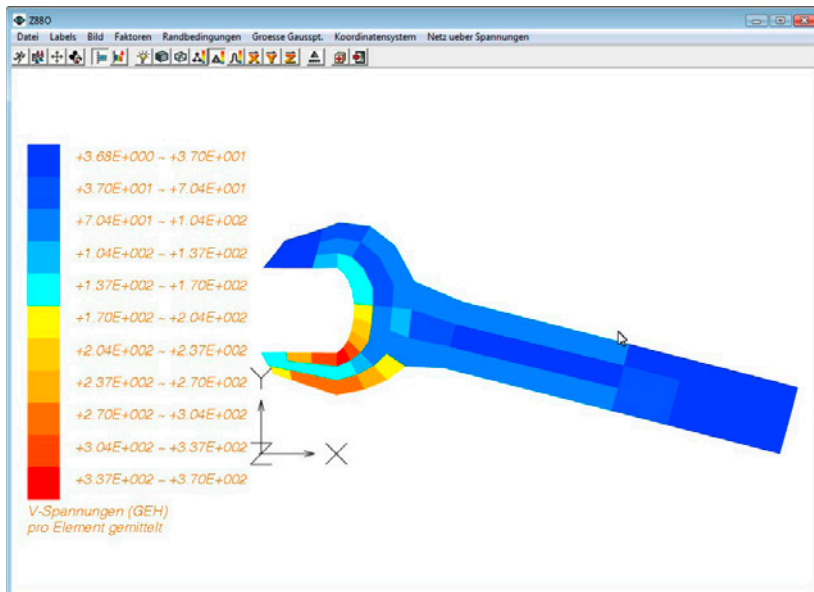 Z88O
Datei Labels Bild Faktoren Randbedingungen Groesse Gausspt. Koordinatensystem Netz ueber Spannungen
+3.68E+000 ~ +3.70E+001
+3.70E+001 ~ +7.04E+001
+7.04E+001 ~ +1.04E+002
+1.04E+002 ~ +1.37E+002
+1.37E+002 ~ +1.70E+002
+1.70E+002 ~ +2.04E+002
+2.04E+002 ~ +2.37E+002
+2.37E+002 ~ +2.70E+002
+2.70E+002 ~ +3.04E+002
+3.04E+002 ~ +3.37E+002
+3.37E+002 ~ +3.70E+002
V-Spannungen (GEH)
pro Element gemittelt
Y
Z
X